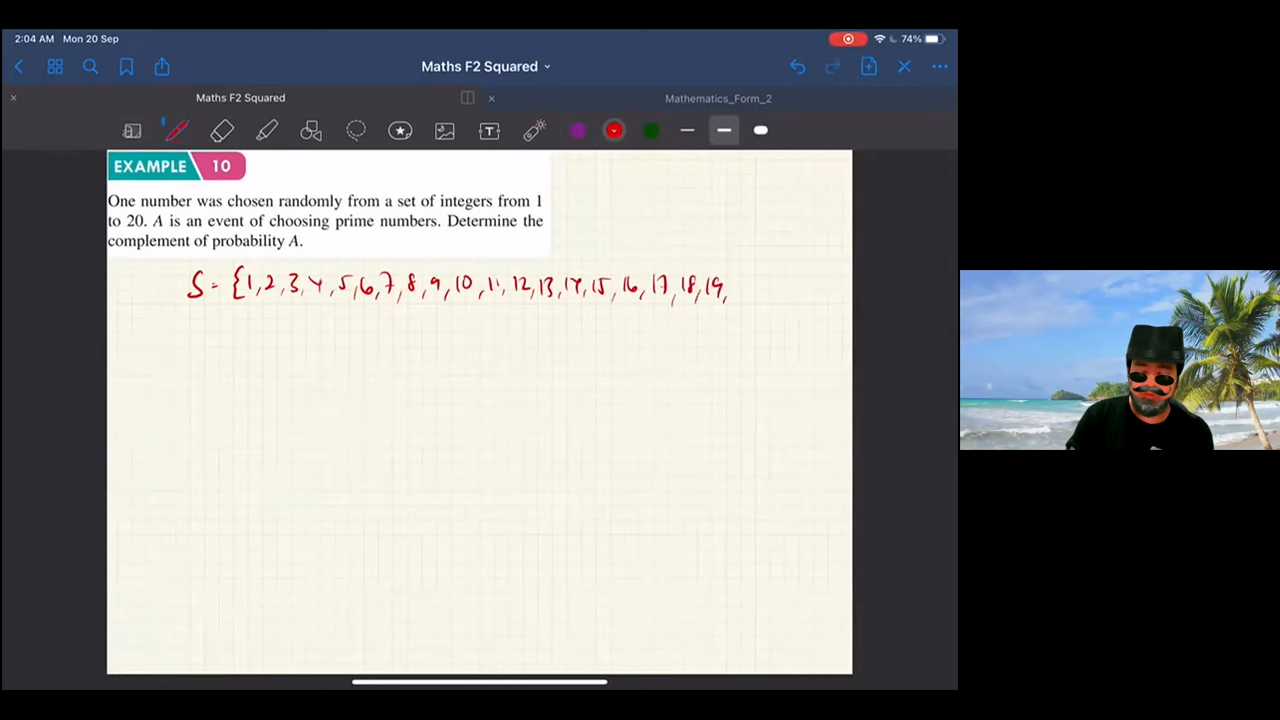 2:04 AM Mon 20 Sep
74%
Maths F2 Squared
Maths F2 Squared
Mathematics_Form_2
T
EXAMPLE 10
One number was chosen randomly from a set of integers from 1
to 20. A is an event of choosing prime numbers. Determine the
complement of probability A.
S = {1,2,3,4,5,6,7,8,9,10,11,12,13,14,15,16,17,18,19,